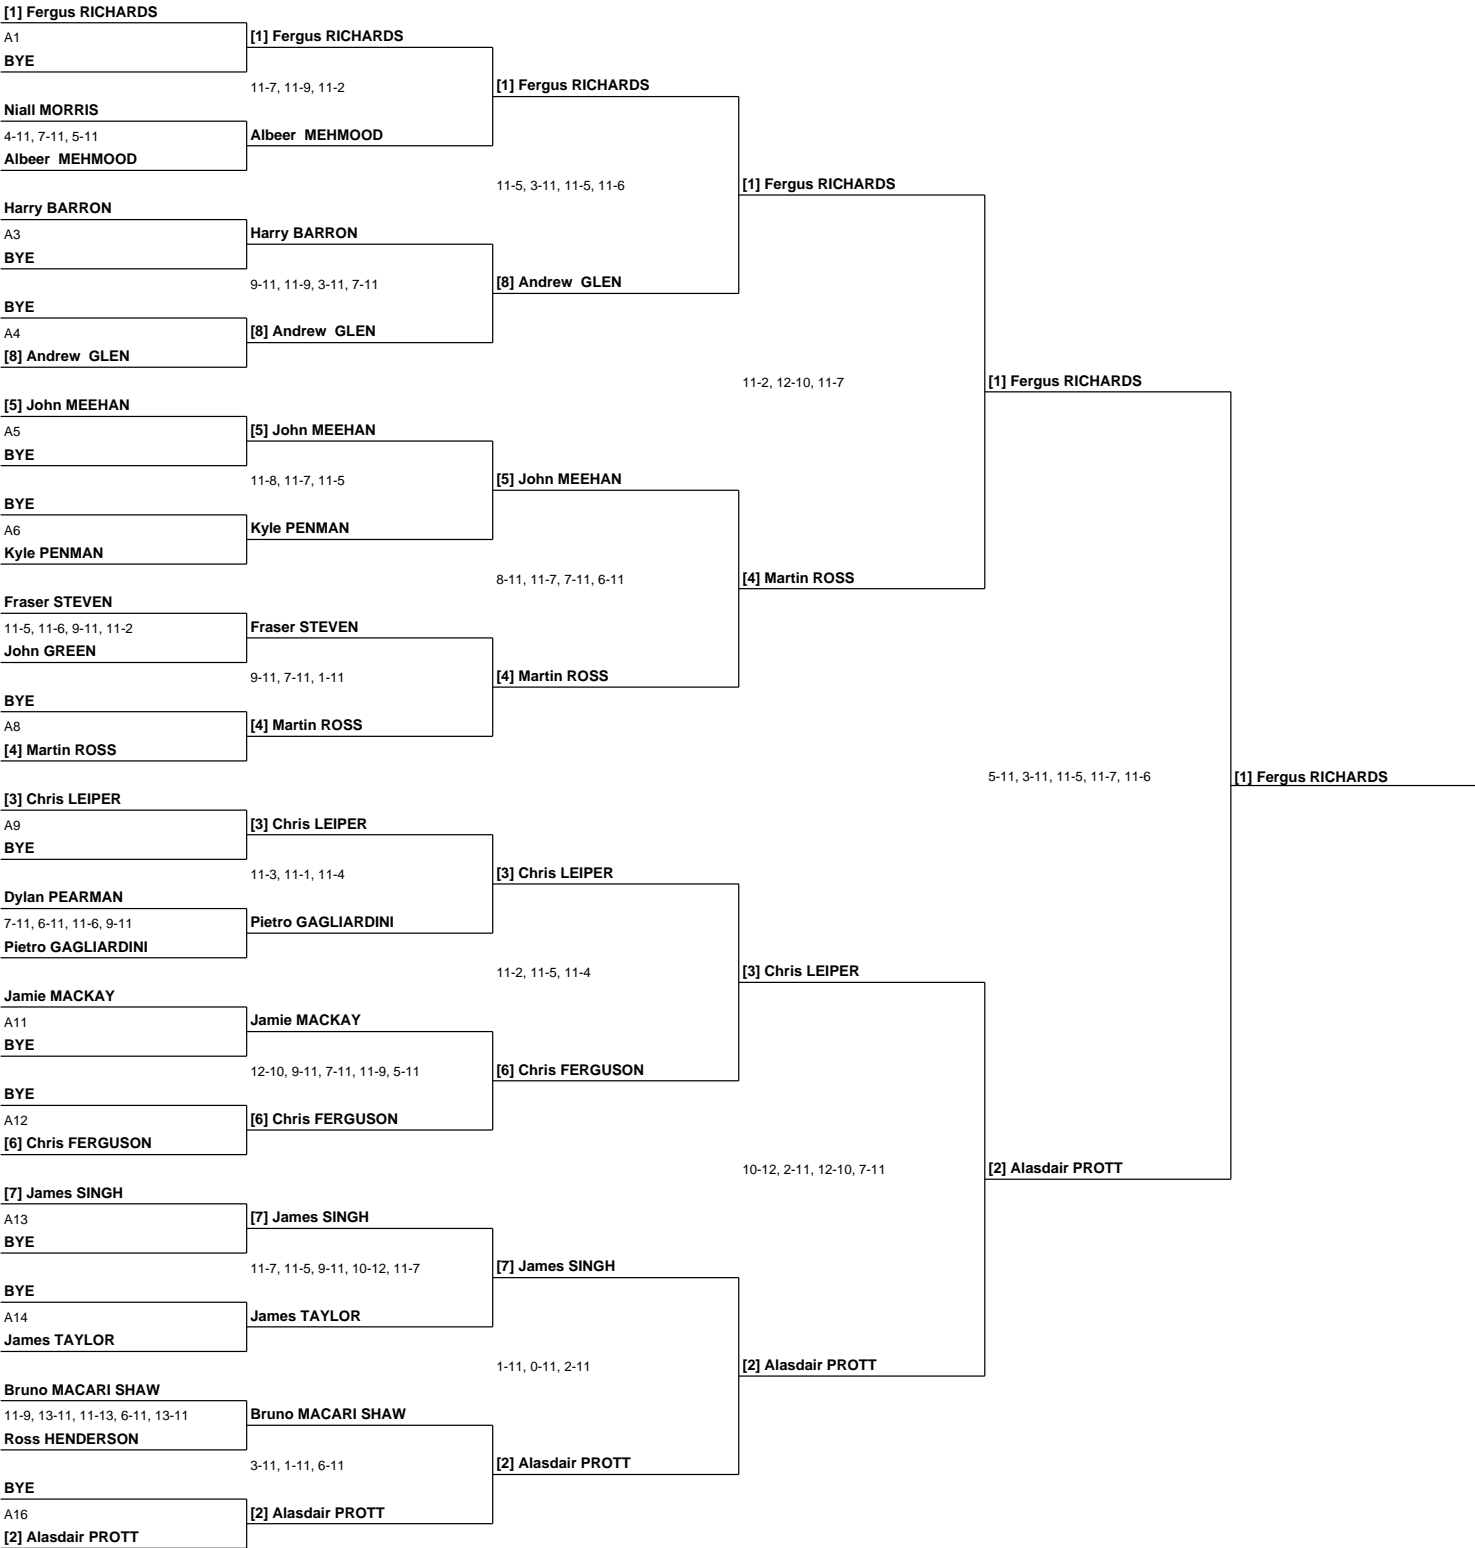 [1] Fergus RICHARDS
A1
BYE
Niall MORRIS
4-11, 7-11, 5-11
Albeer  MEHMOOD
Harry BARRON
A3
BYE
BYE
A4
[8] Andrew  GLEN
[5] John MEEHAN
A5
BYE
BYE
A6
Kyle PENMAN
Fraser STEVEN
11-5, 11-6, 9-11, 11-2
John GREEN
BYE
A8
[4] Martin ROSS
[3] Chris LEIPER
A9
BYE
Dylan PEARMAN
7-11, 6-11, 11-6, 9-11
Pietro GAGLIARDINI
Jamie MACKAY
A11
BYE
BYE
A12
[6] Chris FERGUSON
[7] James SINGH
A13
BYE
BYE
A14
James TAYLOR
Bruno MACARI SHAW
11-9, 13-11, 11-13, 6-11, 13-11
Ross HENDERSON
BYE
A16
[2] Alasdair PROTT
[1] Fergus RICHARDS
11-7, 11-9, 11-2
Albeer  MEHMOOD
Harry BARRON
9-11, 11-9, 3-11, 7-11
[8] Andrew  GLEN
[5] John MEEHAN
11-8, 11-7, 11-5
Kyle PENMAN
Fraser STEVEN
9-11, 7-11, 1-11
[4] Martin ROSS
[3] Chris LEIPER
11-3, 11-1, 11-4
Pietro GAGLIARDINI
Jamie MACKAY
12-10, 9-11, 7-11, 11-9, 5-11
[6] Chris FERGUSON
[7] James SINGH
11-7, 11-5, 9-11, 10-12, 11-7
James TAYLOR
Bruno MACARI SHAW
3-11, 1-11, 6-11
[2] Alasdair PROTT
[1] Fergus RICHARDS
11-5, 3-11, 11-5, 11-6
[8] Andrew  GLEN
[5] John MEEHAN
8-11, 11-7, 7-11, 6-11
[4] Martin ROSS
[3] Chris LEIPER
11-2, 11-5, 11-4
[6] Chris FERGUSON
[7] James SINGH
1-11, 0-11, 2-11
[2] Alasdair PROTT
[1] Fergus RICHARDS
11-2, 12-10, 11-7
[4] Martin ROSS
[3] Chris LEIPER
10-12, 2-11, 12-10, 7-11
[2] Alasdair PROTT
[1] Fergus RICHARDS
5-11, 3-11, 11-5, 11-7, 11-6
[2] Alasdair PROTT
[1] Fergus RICHARDS